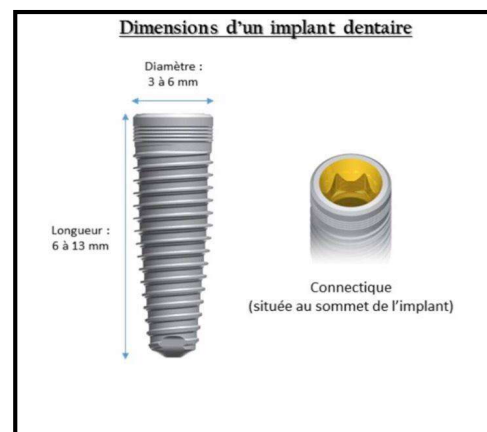 Dimensions d'un implant dentaire
Diamètre :
3 à 6 mm
Longueur :
6 à 13 mm
Connectique
(située au sommet de l'implant)